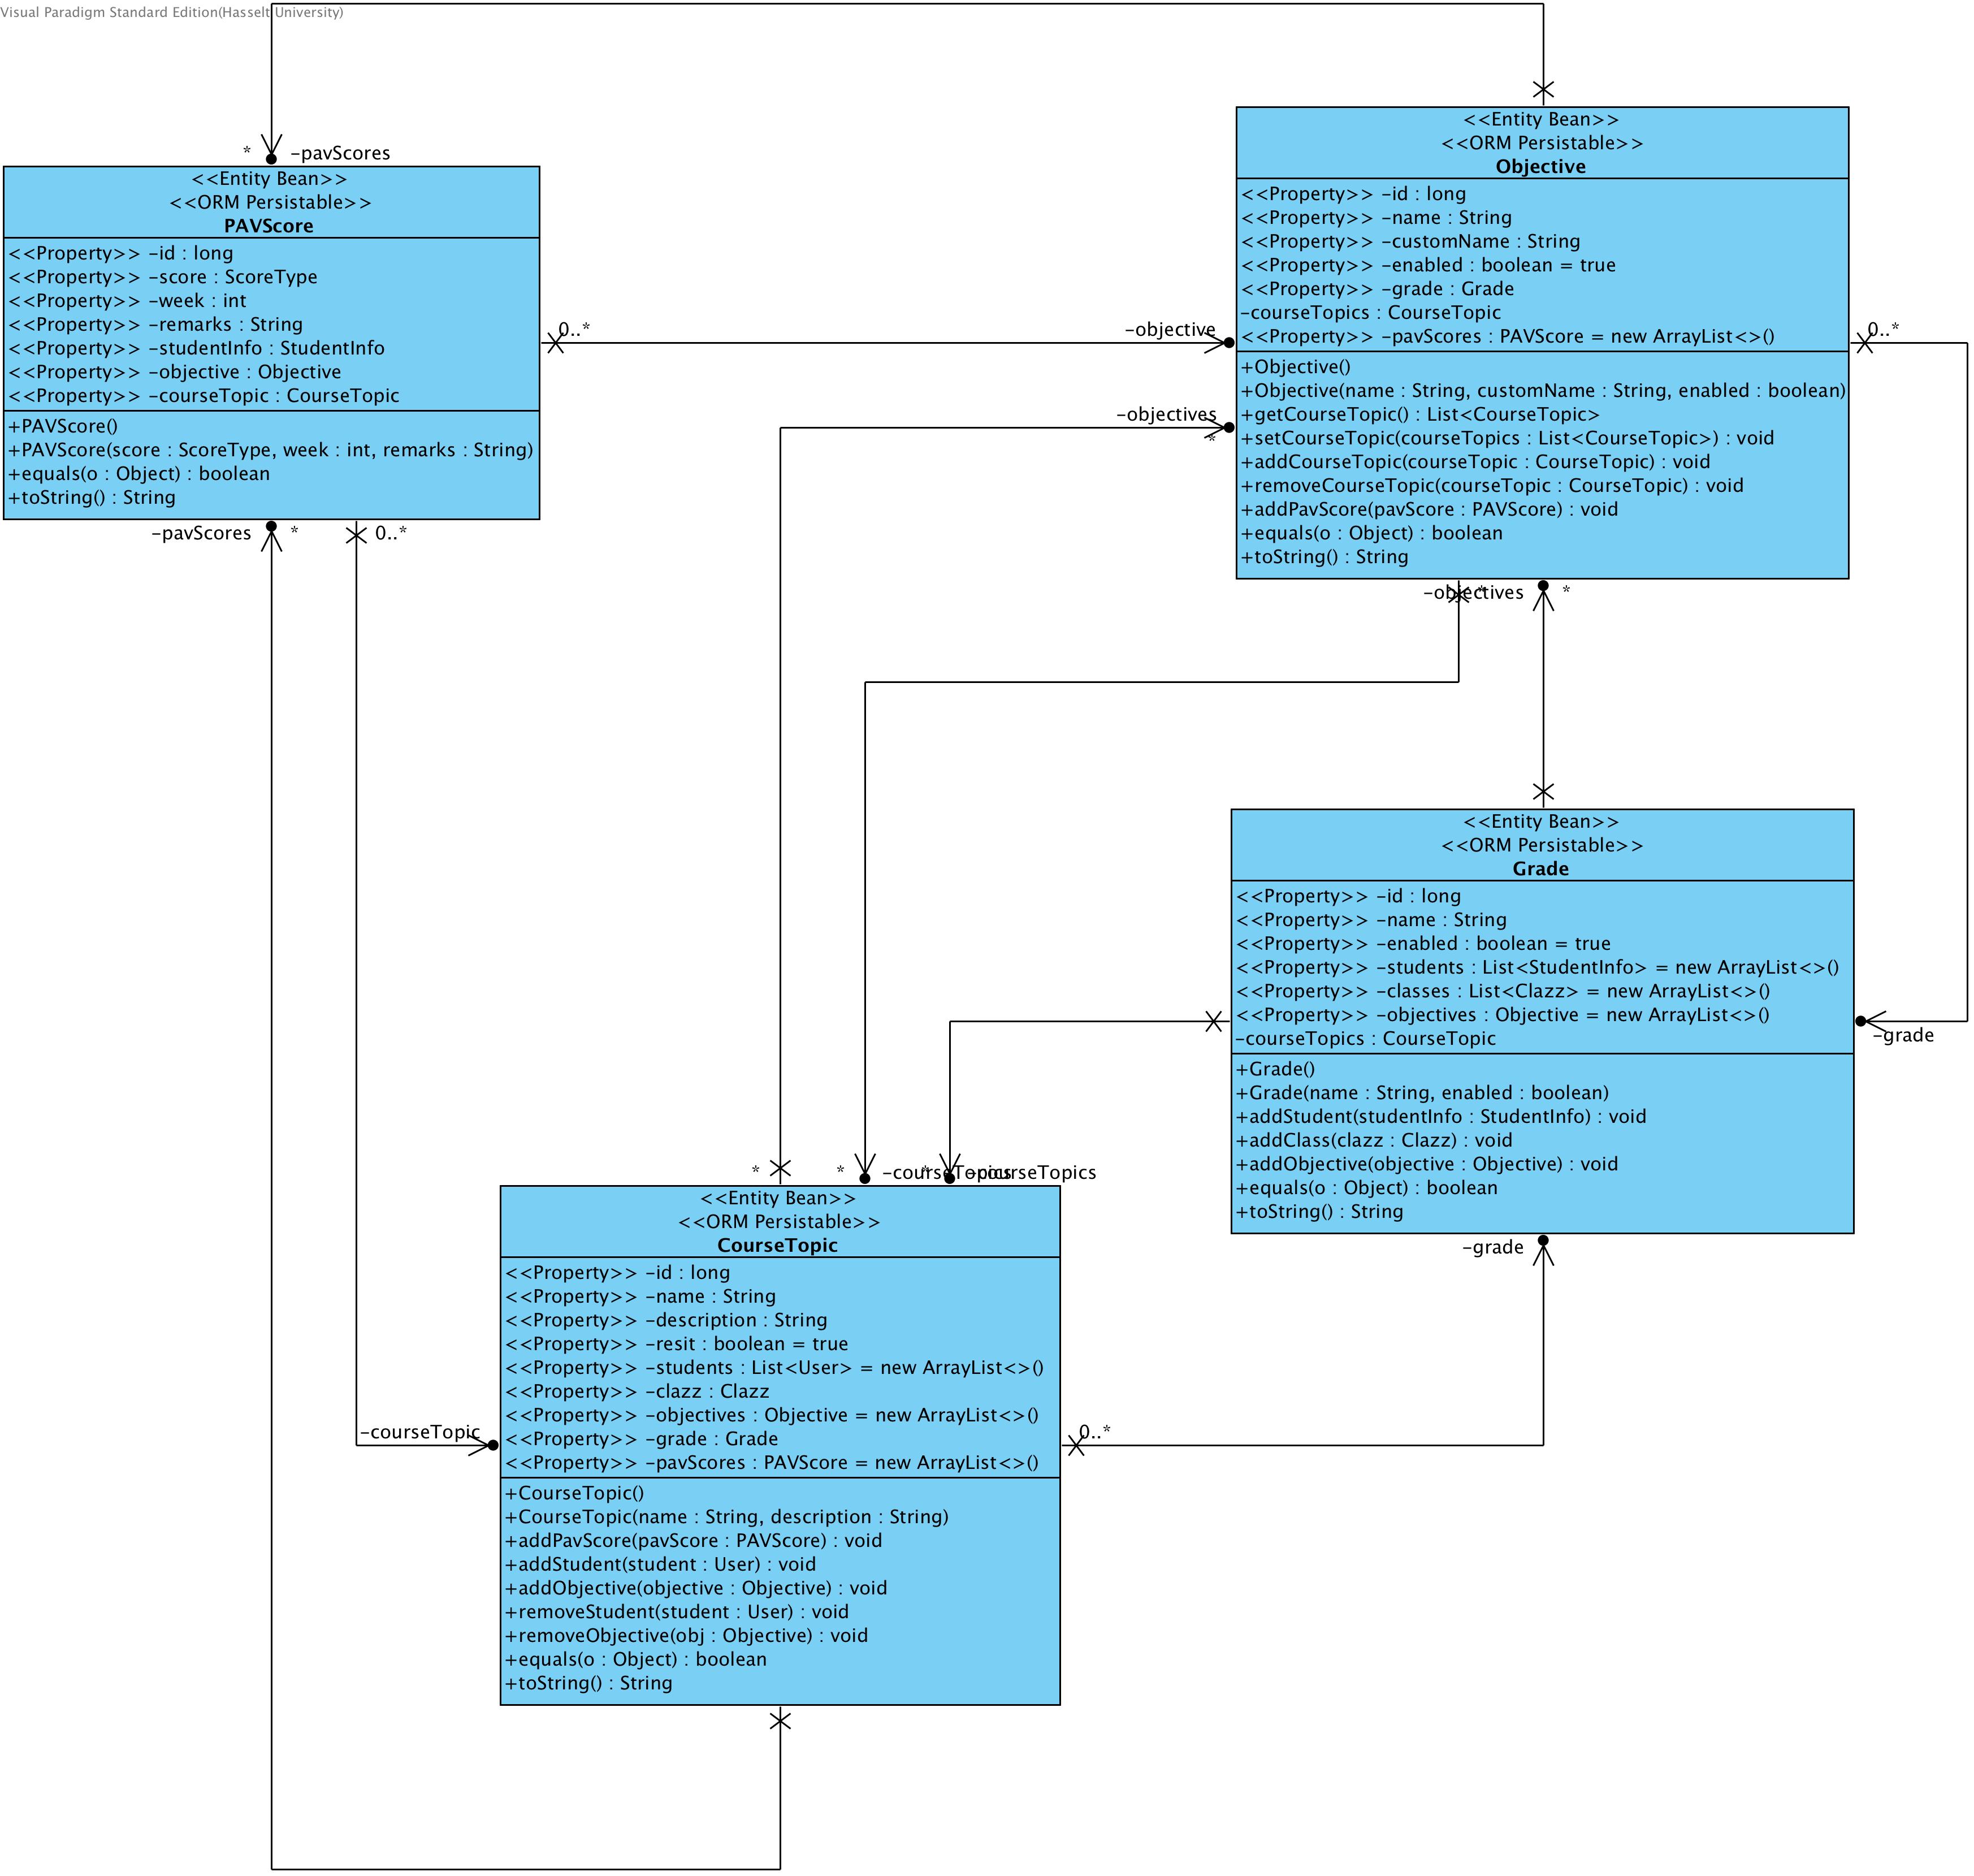 Visual Paradigm Standard Edition(Hasselt University)
*
-pavScores
<<Entity Bean>>
<<ORM Persistable>>
PAVScore
<<Property>> -id : long
<<Property>> -score : ScoreType
<<Property>> -week : int
<<Property>> -remarks : String
<<Property>> -studentInfo : StudentInfo
<<Property>> -objective : Objective
<<Property>> -courseTopic : CourseTopic
+PAVScore()
+PAVScore(score : ScoreType, week : int, remarks : String)
+equals(o : Object) : boolean
+toString() : String
-pavScores
*
0..*
0..*
-objective
-objectives
*
<<Entity Bean>>
<<ORM Persistable>>
Objective
<<Property>> -id : long
<<Property>> -name : String
<<Property>> -customName : String
<<Property>> -enabled : boolean = true
<<Property>> -grade : Grade
-courseTopics : CourseTopic
<<Property>> -pavScores : PAVScore = new ArrayList<>()
+Objective()
+Objective(name : String, customName : String, enabled : boolean)
+getCourseTopic() : List<CourseTopic>
+setCourseTopic(courseTopics : List<CourseTopic>) : void
+addCourseTopic(courseTopic : CourseTopic) : void
+removeCourseTopic(courseTopic : CourseTopic) : void
+addPavScore(pavScore : PAVScore) : void
+equals(o : Object) : boolean
+toString() : String
0..*
-objectives
*
*
<<Entity Bean>>
<<ORM Persistable>>
Grade
<<Property>> -id : long
<<Property>> -name : String
<<Property>> -enabled : boolean = true
<<Property>> -students : List<StudentInfo> = new ArrayList<>()
<<Property>> -classes : List<Clazz> = new ArrayList<>()
<<Property>> -objectives : Objective = new ArrayList<>()
-courseTopics : CourseTopic
+Grade()
+Grade(name : String, enabled : boolean)
+addStudent(studentInfo : StudentInfo) : void
+addClass(clazz : Clazz) : void
+addObjective(objective : Objective) : void
+equals(o : Object) : boolean
+toString() : String
-grade
-grade
*
*
-courseTopics
*
-courseTopics
<<Entity Bean>>
<<ORM Persistable>>
CourseTopic
<<Property>> -id : long
<<Property>> -name : String
<<Property>> -description : String
<<Property>> -resit : boolean = true
<<Property>> -students : List<User> = new ArrayList<>()
<<Property>> -clazz : Clazz
<<Property>> -objectives : Objective = new ArrayList<>()
<<Property>> -grade : Grade
<<Property>> -pavScores : PAVScore = new ArrayList<>()
+CourseTopic()
+CourseTopic(name : String, description : String)
+addPavScore(pavScore : PAVScore) : void
+addStudent(student : User) : void
+addObjective(objective : Objective) : void
+removeStudent(student : User) : void
+removeObjective(obj : Objective) : void
+equals(o : Object) : boolean
+toString() : String
-courseTopic
0..*